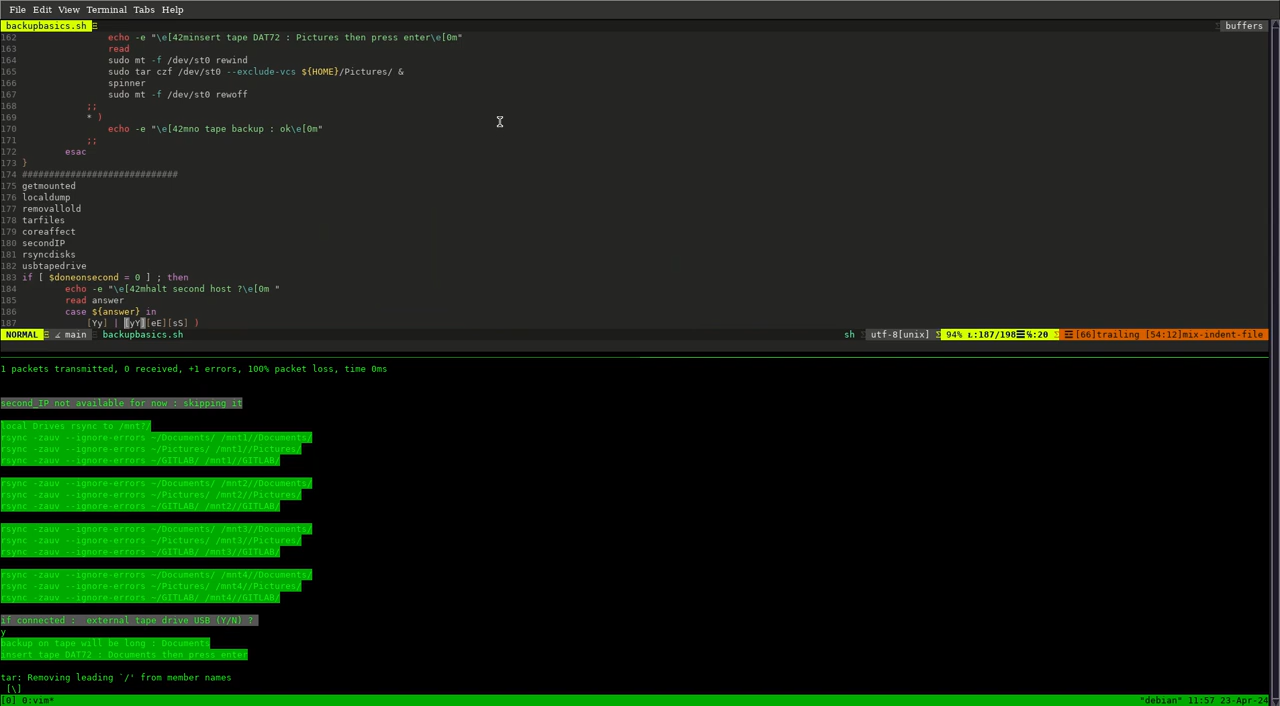 File Edit View Terminal Tabs Help
backupbasics.sh buffers
162 echo -e "\e[42minsert tape DAT72 : Pictures then press enter\e[0m"
163 read
164 sudo mt -f /dev/st0 rewind
165 sudo tar czf /dev/st0 --exclude-vcs ${HOME}/Pictures/ &
166 spinner
167 sudo mt -f /dev/st0 rewoff
168 ;;
169 * )
170 echo -e "\e[42mno tape backup : ok\e[0m"
171 ;;
172 esac
173 }
174 #############################
175 getmounted
176 localdump
177 removallold
178 tarfiles
179 coreaffect
180 secondIP
181 rsyncdisks
182 usbtapedrive
183 if [ $doneonsecond = 0 ] ; then
184 echo -e "\e[42mhalt second host ?\e[0m "
185 read answer
186 case ${answer} in
187 [Yy] | [yY][eE][sS] )
NORMAL main backupbasics.sh sh utf-8[unix] 94% 187/198 :20 [66]trailing [54:12]mix-indent-file
1 packets transmitted, 0 received, +1 errors, 100% packet loss, time 0ms
second_IP not available for now : skipping it
local Drives rsync to /mnt?/
rsync -zauv --ignore-errors ~/Documents/ /mnt1//Documents/
rsync -zauv --ignore-errors ~/Pictures/ /mnt1//Pictures/
rsync -zauv --ignore-errors ~/GITLAB/ /mnt1//GITLAB/
rsync -zauv --ignore-errors ~/Documents/ /mnt2//Documents/
rsync -zauv --ignore-errors ~/Pictures/ /mnt2//Pictures/
rsync -zauv --ignore-errors ~/GITLAB/ /mnt2//GITLAB/
rsync -zauv --ignore-errors ~/Documents/ /mnt3//Documents/
rsync -zauv --ignore-errors ~/Pictures/ /mnt3//Pictures/
rsync -zauv --ignore-errors ~/GITLAB/ /mnt3//GITLAB/
rsync -zauv --ignore-errors ~/Documents/ /mnt4//Documents/
rsync -zauv --ignore-errors ~/Pictures/ /mnt4//Pictures/
rsync -zauv --ignore-errors ~/GITLAB/ /mnt4//GITLAB/
if connected :  external tape drive USB (Y/N) ?
y
backup on tape will be long : Documents
insert tape DAT72 : Documents then press enter
tar: Removing leading `/' from member names
[\]
[0] 0:vim* "debian" 11:57 23-Apr-24